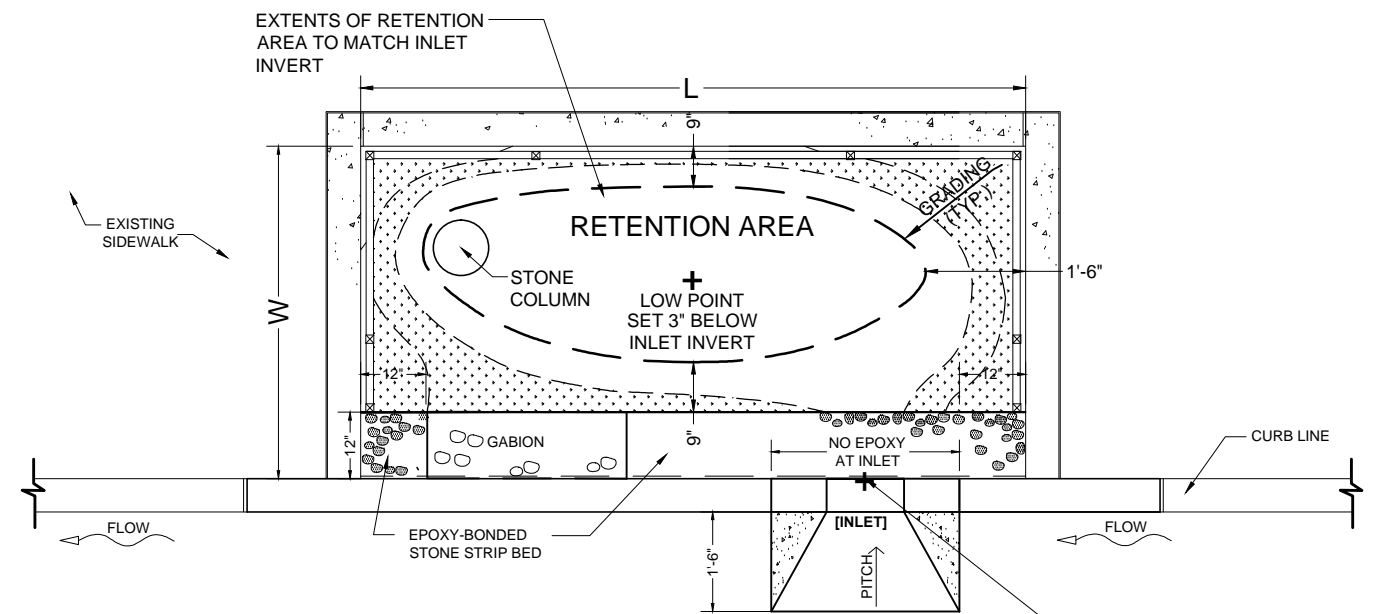 EXTENTS OF RETENTION
AREA TO MATCH INLET
INVERT
L
9"
GRADING
(TYP.)
RETENTION AREA
EXISTING
SIDEWALK
W
STONE
COLUMN
LOW POINT
SET 3" BELOW
INLET INVERT
1'-6"
12"
12"
12"
GABION
9"
NO EPOXY
AT INLET
CURB LINE
FLOW
EPOXY-BONDED
STONE STRIP BED
[INLET]
FLOW
1'-6"
PITCH